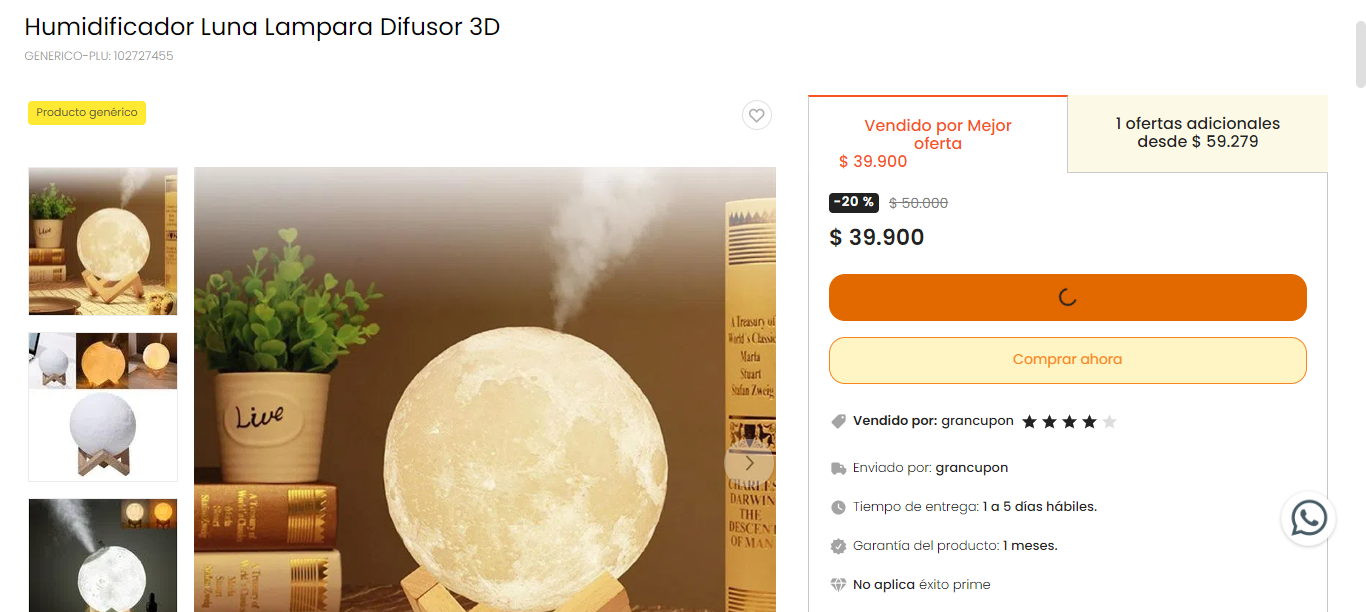 Humidificador Luna Lampara Difusor 3D
GENERICO-PLU: 102727455
Producto genérico
Vendido por Mejor
oferta
$ 39.900
1 ofertas adicionales
desde $ 59.279
-20 % $ 50.000
$ 39.900
Comprar ahora
Vendido por: grancupon
Enviado por: grancupon
Tiempo de entrega: 1 a 5 días hábiles.
Garantía del producto: 1 meses.
No aplica éxito prime
Live
Live
A Treasury of
World's Classics
Marta
Stuart
Stafan Zweig
CHARLES
DARWIN
THE
DESCENT
OF MAN